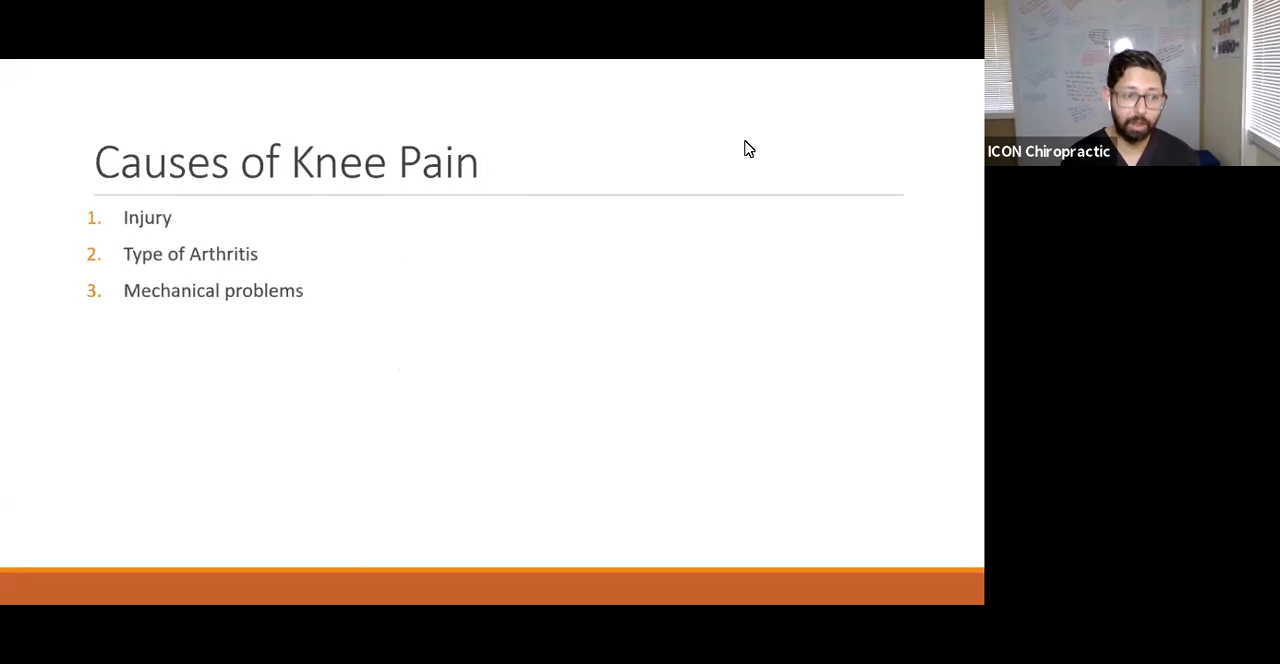 Causes of Knee Pain
1. Injury
2. Type of Arthritis
3. Mechanical problems
ICON Chiropractic